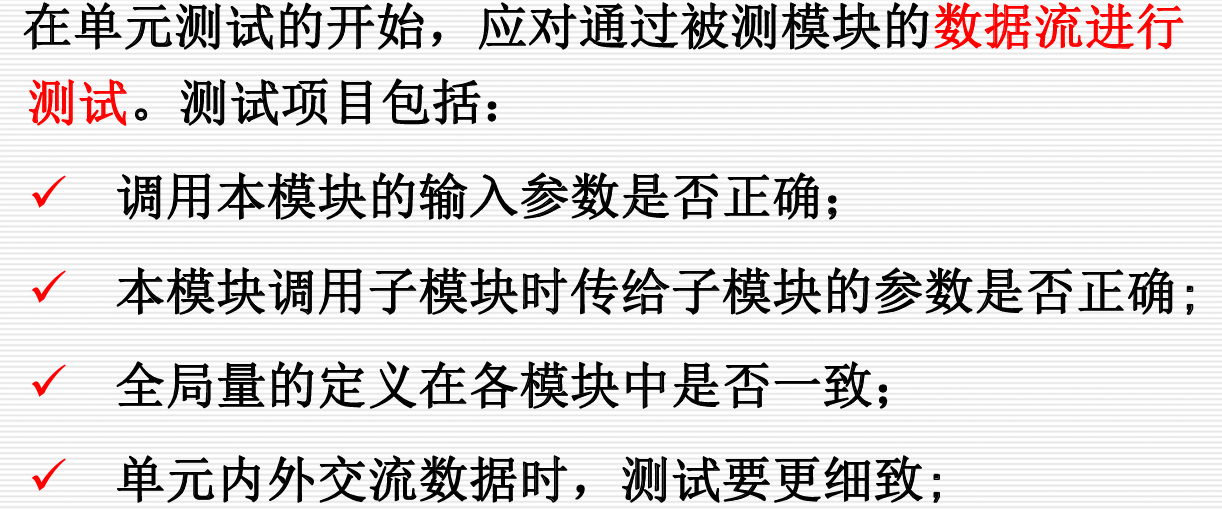 在单元测试的开始，应对通过被测模块的数据流进行
测试。测试项目包括：
✓ 调用本模块的输入参数是否正确；
✓ 本模块调用子模块时传给子模块的参数是否正确;
✓ 全局量的定义在各模块中是否一致；
✓ 单元内外交流数据时，测试要更细致;